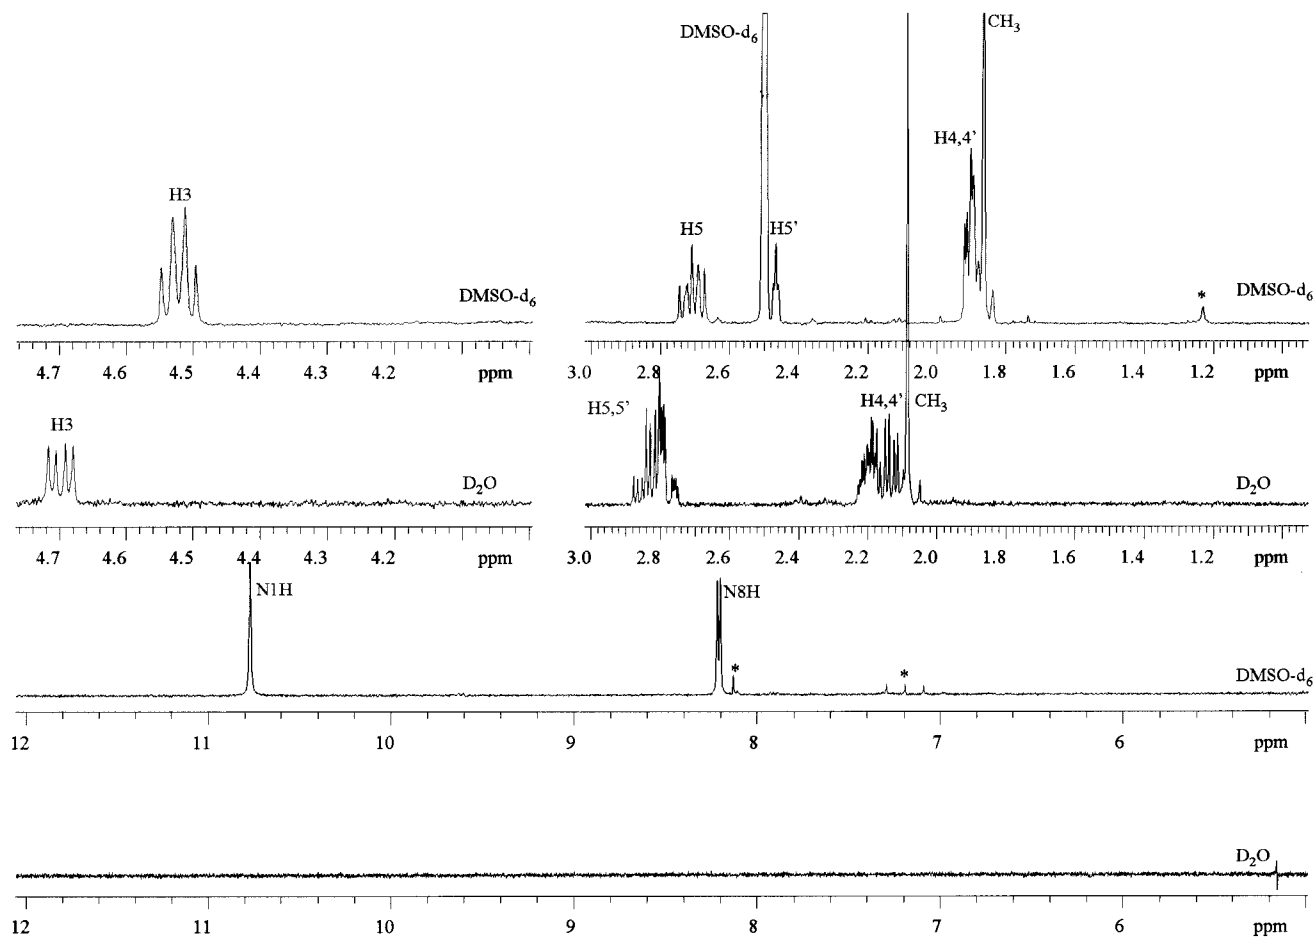 DMSO-d6
CH3
H4,4'
H3
H5
H5'
DMSO-d6
*
DMSO-d6
4.7 4.6 4.5 4.4 4.3 4.2 ppm
3.0 2.8 2.6 2.4 2.2 2.0 1.8 1.6 1.4 1.2 ppm
H3
H5,5'
H4,4'
CH3
D2O
D2O
4.7 4.6 4.5 4.4 4.3 4.2 ppm
3.0 2.8 2.6 2.4 2.2 2.0 1.8 1.6 1.4 1.2 ppm
N1H
N8H
*
*
DMSO-d6
12 11 10 9 8 7 6 ppm
D2O
12 11 10 9 8 7 6 ppm